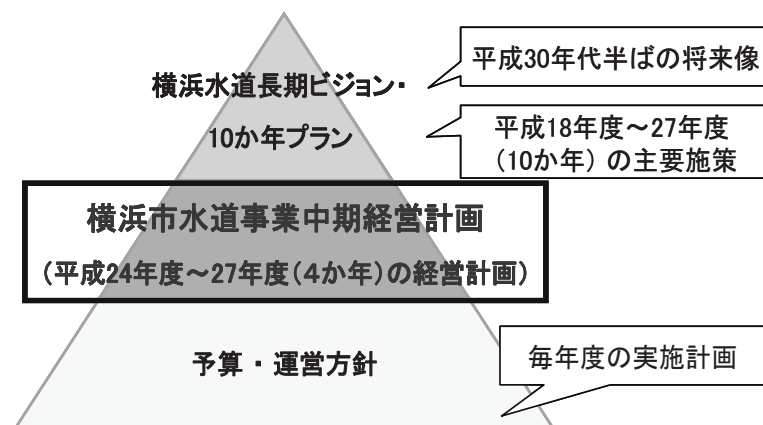 平成30年代半ばの将来像
横浜水道長期ビジョン・
10か年プラン
平成18年度～27年度
（10か年）の主要施策
横浜市水道事業中期経営計画
（平成24年度～27年度（4か年）の経営計画）
予算・運営方針
毎年度の実施計画